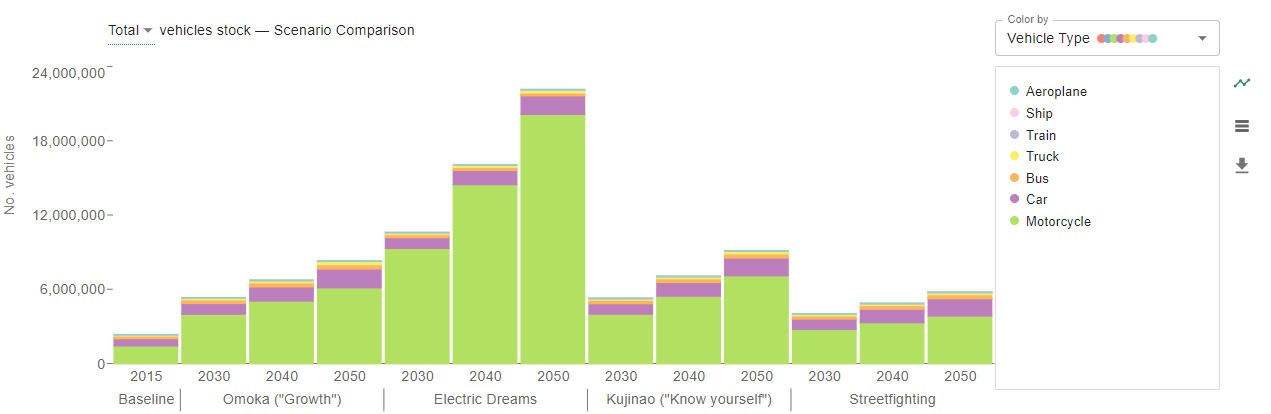 Total vehicles stock — Scenario Comparison
Color by
Vehicle Type
No. vehicles
24,000,000
18,000,000
12,000,000
6,000,000
0
2015 2030 2040 2050 2030 2040 2050 2030 2040 2050 2030 2040 2050
Baseline Omoka ("Growth") Electric Dreams Kujinao ("Know yourself") Streetfighting
Aeroplane
Ship
Train
Truck
Bus
Car
Motorcycle